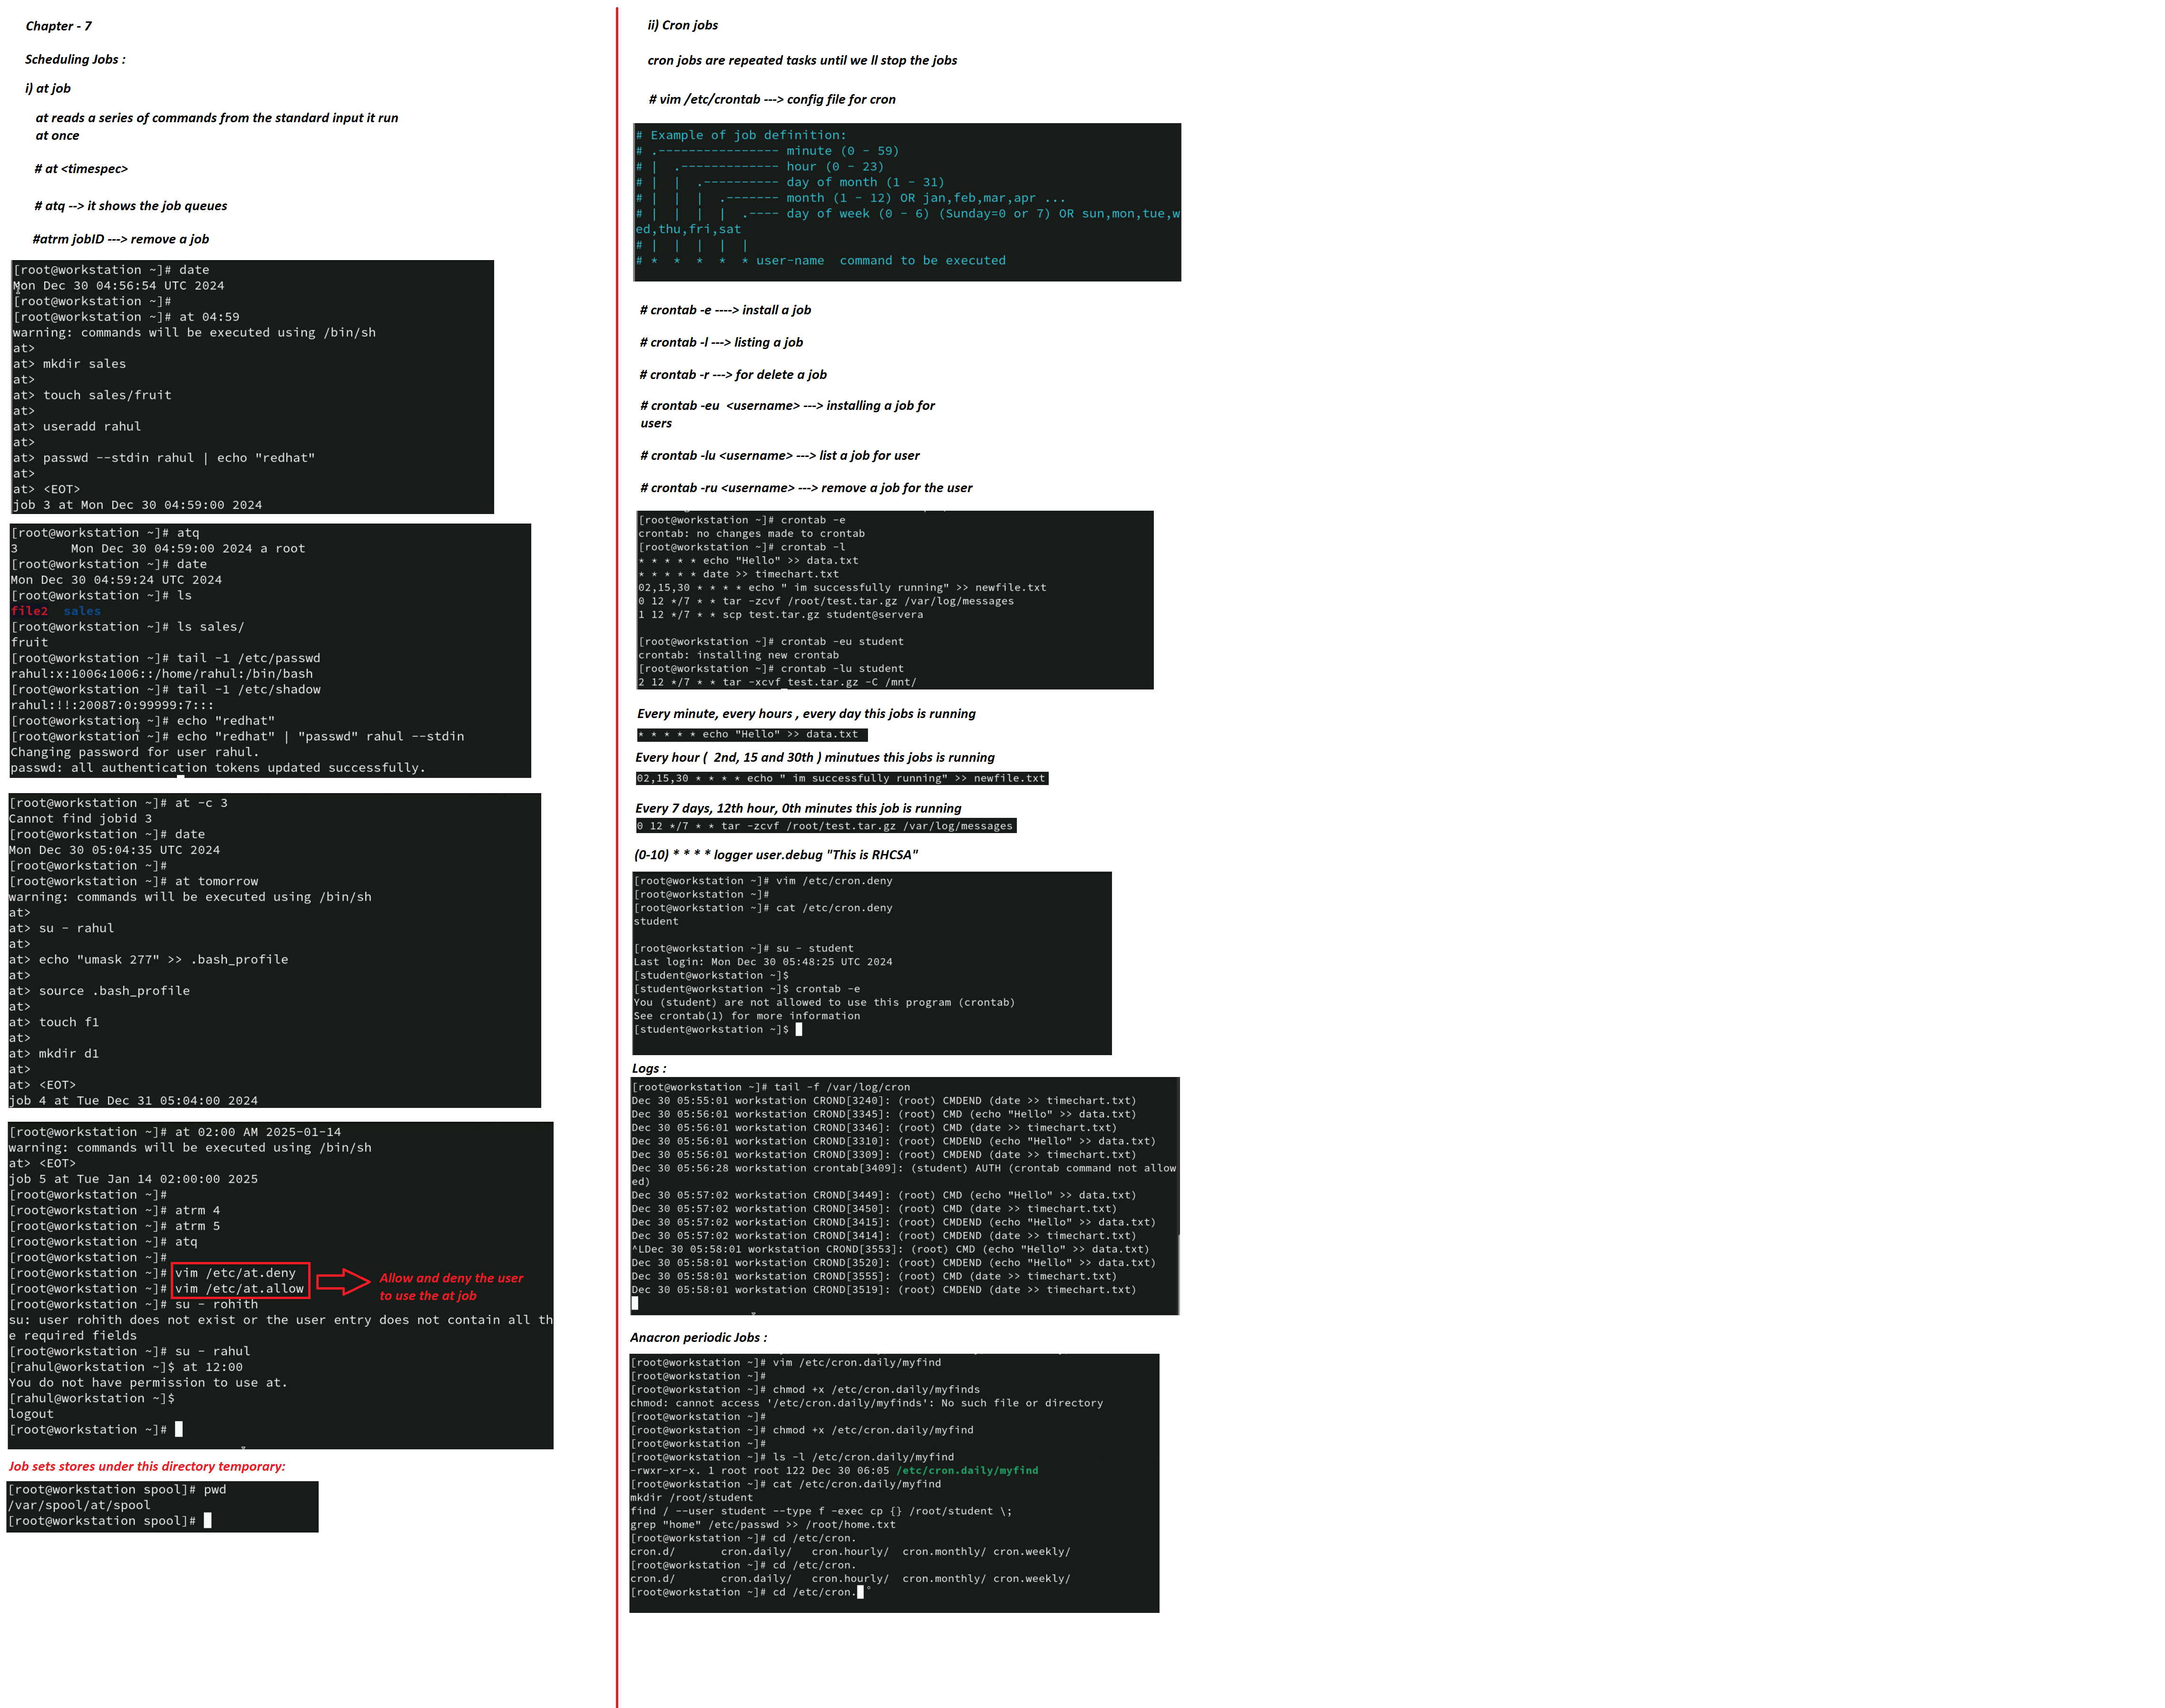 Chapter - 7
Scheduling Jobs :
i) at job
at reads a series of commands from the standard input it run
at once
# at <timespec>
# atq --> it shows the job queues
#atrm jobID ---> remove a job
[root@workstation ~]# date
Mon Dec 30 04:56:54 UTC 2024
[root@workstation ~]#
[root@workstation ~]# at 04:59
warning: commands will be executed using /bin/sh
at>
at> mkdir sales
at>
at> touch sales/fruit
at>
at> useradd rahul
at>
at> passwd --stdin rahul | echo "redhat"
at>
at> <EOT>
job 3 at Mon Dec 30 04:59:00 2024
[root@workstation ~]# atq
3       Mon Dec 30 04:59:00 2024 a root
[root@workstation ~]# date
Mon Dec 30 04:59:24 UTC 2024
[root@workstation ~]# ls
file2  sales
[root@workstation ~]# ls sales/
fruit
[root@workstation ~]# tail -1 /etc/passwd
rahul:x:1006:1006::/home/rahul:/bin/bash
[root@workstation ~]# tail -1 /etc/shadow
rahul:!!:20087:0:99999:7:::
[root@workstation ~]# echo "redhat"
[root@workstation ~]# echo "redhat" | "passwd" rahul --stdin
Changing password for user rahul.
passwd: all authentication tokens updated successfully.
[root@workstation ~]# at -c 3
Cannot find jobid 3
[root@workstation ~]# date
Mon Dec 30 05:04:35 UTC 2024
[root@workstation ~]#
[root@workstation ~]# at tomorrow
warning: commands will be executed using /bin/sh
at>
at> su - rahul
at>
at> echo "umask 277" >> .bash_profile
at>
at> source .bash_profile
at>
at> touch f1
at>
at> mkdir d1
at>
at> <EOT>
job 4 at Tue Dec 31 05:04:00 2024
[root@workstation ~]# at 02:00 AM 2025-01-14
warning: commands will be executed using /bin/sh
at> <EOT>
job 5 at Tue Jan 14 02:00:00 2025
[root@workstation ~]#
[root@workstation ~]# atrm 4
[root@workstation ~]# atrm 5
[root@workstation ~]# atq
[root@workstation ~]#
[root@workstation ~]# vim /etc/at.deny
[root@workstation ~]# vim /etc/at.allow
Allow and deny the user
to use the at job
[root@workstation ~]# su - rohith
su: user rohith does not exist or the user entry does not contain all th
e required fields
[root@workstation ~]# su - rahul
[rahul@workstation ~]$ at 12:00
You do not have permission to use at.
[rahul@workstation ~]$
logout
[root@workstation ~]#
Job sets stores under this directory temporary:
[root@workstation spool]# pwd
/var/spool/at/spool
[root@workstation spool]#
ii) Cron jobs
cron jobs are repeated tasks until we ll stop the jobs
# vim /etc/crontab ---> config file for cron
# Example of job definition:
# .---------------- minute (0 - 59)
# |  .------------- hour (0 - 23)
# |  |  .---------- day of month (1 - 31)
# |  |  |  .------- month (1 - 12) OR jan,feb,mar,apr ...
# |  |  |  |  .---- day of week (0 - 6) (Sunday=0 or 7) OR sun,mon,tue,w
ed,thu,fri,sat
# |  |  |  |  |
# *  *  *  *  * user-name  command to be executed
# crontab -e ----> install a job
# crontab -l ---> listing a job
# crontab -r ---> for delete a job
# crontab -eu  <username> ---> installing a job for
users
# crontab -lu <username> ---> list a job for user
# crontab -ru <username> ---> remove a job for the user
[root@workstation ~]# crontab -e
crontab: no changes made to crontab
[root@workstation ~]# crontab -l
* * * * * echo "Hello" >> data.txt
* * * * * date >> timechart.txt
02,15,30 * * * * echo " im successfully running" >> newfile.txt
0 12 */7 * * tar -zcvf /root/test.tar.gz /var/log/messages
1 12 */7 * * scp test.tar.gz student@servera
[root@workstation ~]# crontab -eu student
crontab: installing new crontab
[root@workstation ~]# crontab -lu student
2 12 */7 * * tar -xcvf test.tar.gz -C /mnt/
Every minute, every hours , every day this jobs is running
* * * * * echo "Hello" >> data.txt
Every hour (  2nd, 15 and 30th ) minutues this jobs is running
02,15,30 * * * * echo " im successfully running" >> newfile.txt
Every 7 days, 12th hour, 0th minutes this job is running
0 12 */7 * * tar -zcvf /root/test.tar.gz /var/log/messages
(0-10) * * * * logger user.debug "This is RHCSA"
[root@workstation ~]# vim /etc/cron.deny
[root@workstation ~]#
[root@workstation ~]# cat /etc/cron.deny
student
[root@workstation ~]# su - student
Last login: Mon Dec 30 05:48:25 UTC 2024
[student@workstation ~]$
[student@workstation ~]$ crontab -e
You (student) are not allowed to use this program (crontab)
See crontab(1) for more information
[student@workstation ~]$
Logs :
[root@workstation ~]# tail -f /var/log/cron
Dec 30 05:55:01 workstation CROND[3240]: (root) CMDEND (date >> timechart.txt)
Dec 30 05:56:01 workstation CROND[3345]: (root) CMD (echo "Hello" >> data.txt)
Dec 30 05:56:01 workstation CROND[3346]: (root) CMD (date >> timechart.txt)
Dec 30 05:56:01 workstation CROND[3310]: (root) CMDEND (echo "Hello" >> data.txt)
Dec 30 05:56:01 workstation CROND[3309]: (root) CMDEND (date >> timechart.txt)
Dec 30 05:56:28 workstation crontab[3409]: (student) AUTH (crontab command not allow
ed)
Dec 30 05:57:02 workstation CROND[3449]: (root) CMD (echo "Hello" >> data.txt)
Dec 30 05:57:02 workstation CROND[3450]: (root) CMD (date >> timechart.txt)
Dec 30 05:57:02 workstation CROND[3415]: (root) CMDEND (echo "Hello" >> data.txt)
Dec 30 05:57:02 workstation CROND[3414]: (root) CMDEND (date >> timechart.txt)
^LDec 30 05:58:01 workstation CROND[3553]: (root) CMD (echo "Hello" >> data.txt)
Dec 30 05:58:01 workstation CROND[3520]: (root) CMDEND (echo "Hello" >> data.txt)
Dec 30 05:58:01 workstation CROND[3555]: (root) CMD (date >> timechart.txt)
Dec 30 05:58:01 workstation CROND[3519]: (root) CMDEND (date >> timechart.txt)
Anacron periodic Jobs :
[root@workstation ~]# vim /etc/cron.daily/myfind
[root@workstation ~]#
[root@workstation ~]# chmod +x /etc/cron.daily/myfinds
chmod: cannot access '/etc/cron.daily/myfinds': No such file or directory
[root@workstation ~]#
[root@workstation ~]# chmod +x /etc/cron.daily/myfind
[root@workstation ~]#
[root@workstation ~]# ls -l /etc/cron.daily/myfind
-rwxr-xr-x. 1 root root 122 Dec 30 06:05 /etc/cron.daily/myfind
[root@workstation ~]# cat /etc/cron.daily/myfind
mkdir /root/student
find / --user student --type f -exec cp {} /root/student \;
grep "home" /etc/passwd >> /root/home.txt
[root@workstation ~]# cd /etc/cron.
cron.d/       cron.daily/   cron.hourly/  cron.monthly/ cron.weekly/
[root@workstation ~]# cd /etc/cron.
cron.d/       cron.daily/   cron.hourly/  cron.monthly/ cron.weekly/
[root@workstation ~]# cd /etc/cron.